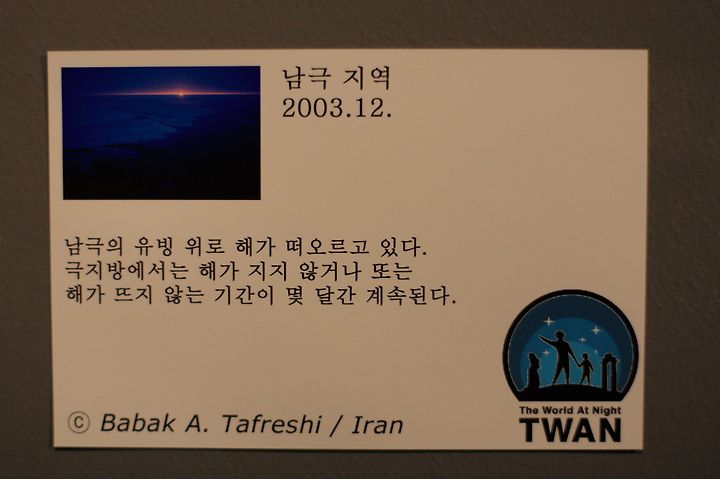 남극 지역
2003.12.
남극의 유빙 위로 해가 떠오르고 있다.
극지방에서는 해가 지지 않거나 또는
해가 뜨지 않는 기간이 몇 달간 계속된다.
ⓒ Babak A. Tafreshi / Iran
The World At Night
TWAN